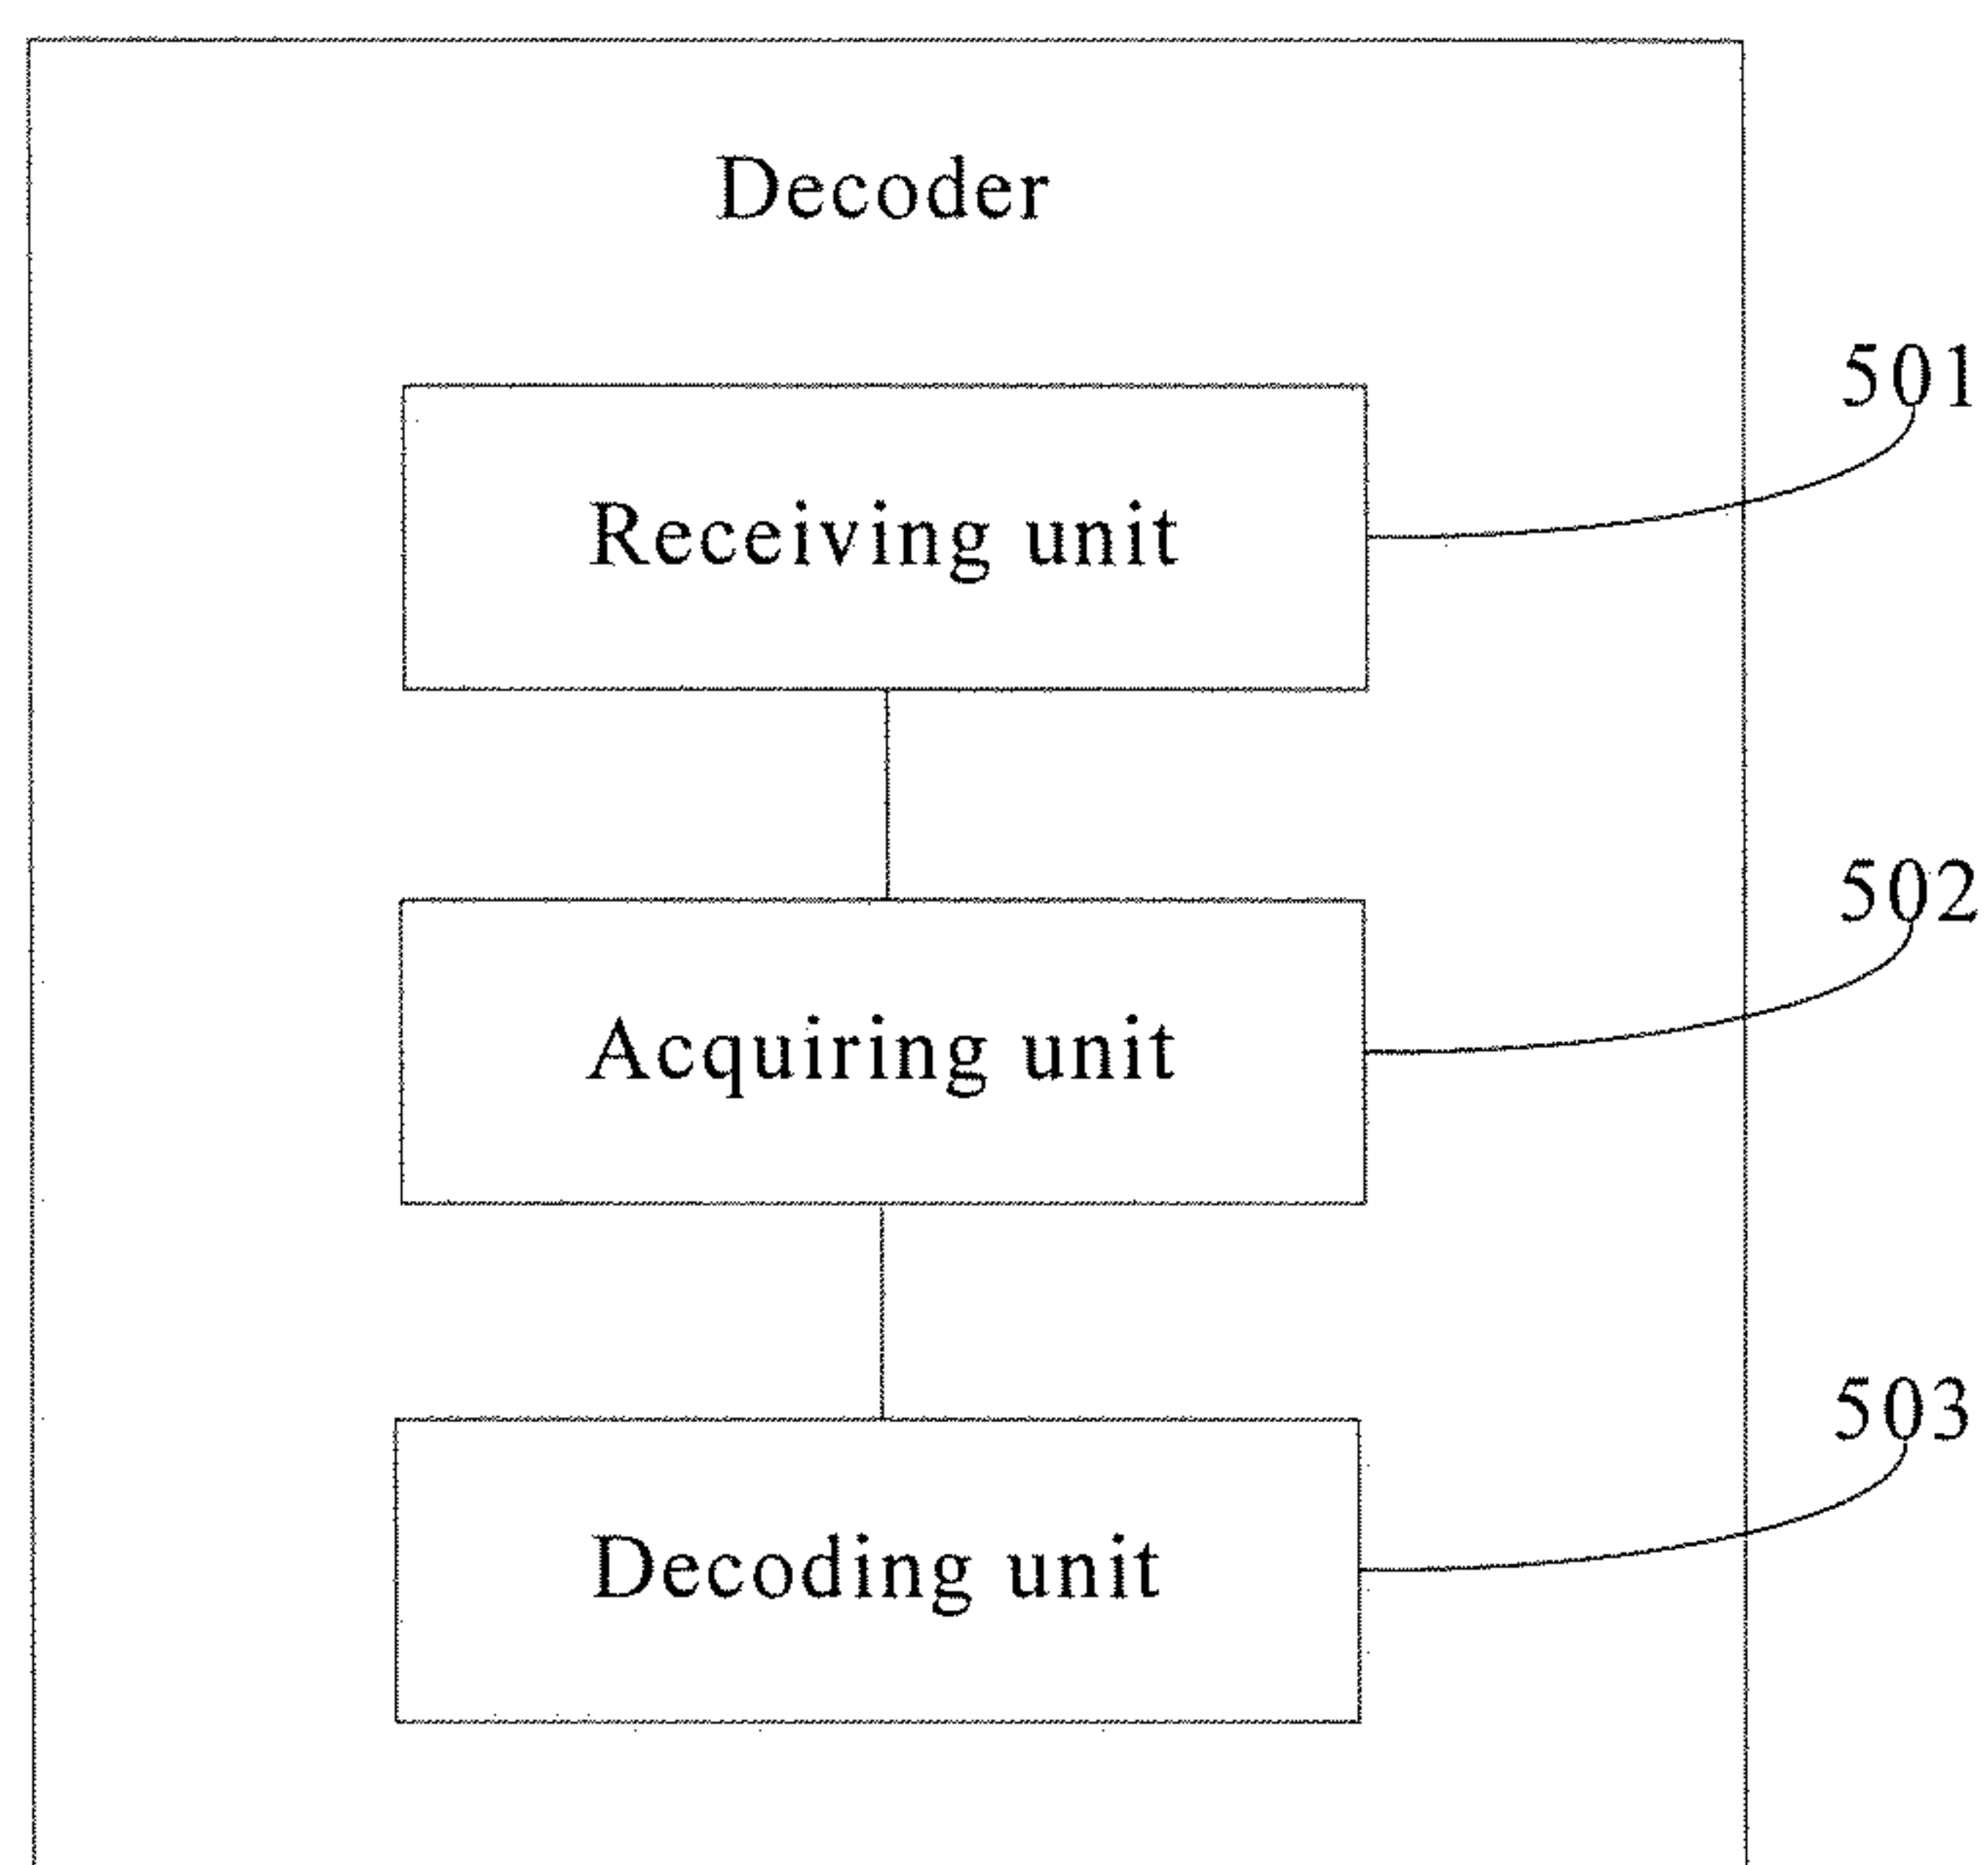 Decoder
501
Receiving unit
502
Acquiring unit
503
Decoding unit